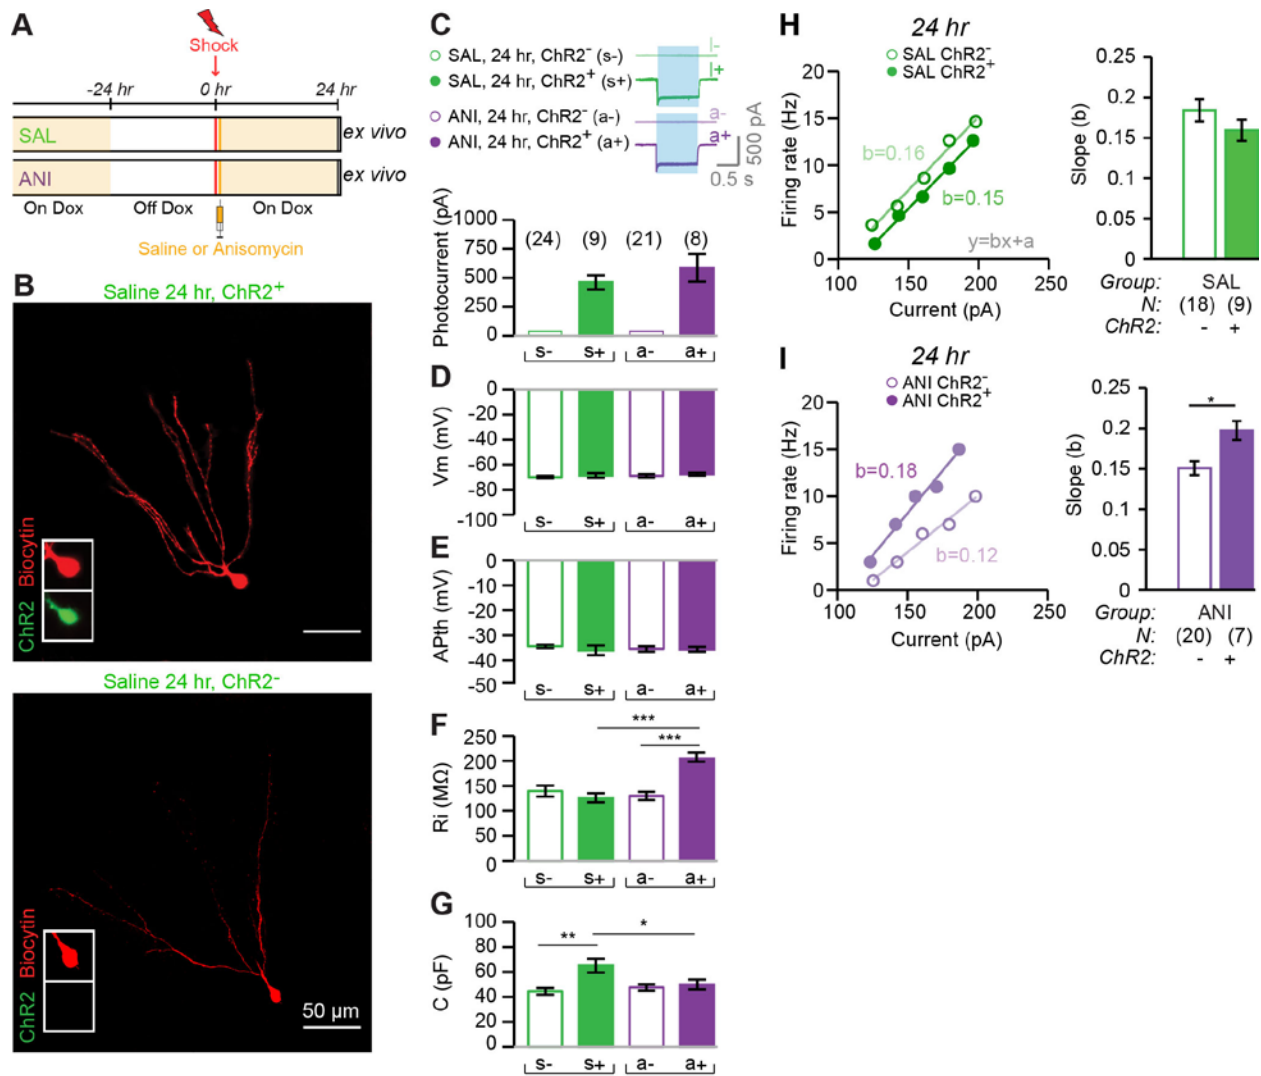 A
Shock
-24 hr
0 hr
24 hr
SAL
ex vivo
ANI
ex vivo
On Dox
Off Dox
On Dox
Saline or Anisomycin
B
Saline 24 hr, ChR2+
ChR2 Biocytin
Saline 24 hr, ChR2-
ChR2 Biocytin
50 µm
C
SAL, 24 hr, ChR2- (s-)
SAL, 24 hr, ChR2+ (s+)
ANI, 24 hr, ChR2- (a-)
ANI, 24 hr, ChR2+ (a+)
a-
a+
500 pA
0.5 s
Photocurrent (pA)
1000
750
500
250
0
(24) (9) (21) (8)
s- s+ a- a+
D
Vm (mV)
0
-20
-40
-60
-80
-100
s- s+ a- a+
E
APth (mV)
0
-10
-20
-30
-40
-50
s- s+ a- a+
F
Ri (MΩ)
250
200
150
100
50
0
***
***
s- s+ a- a+
G
C (pF)
100
80
60
40
20
0
**
*
s- s+ a- a+
H
24 hr
SAL ChR2-
SAL ChR2+
Firing rate (Hz)
20
15
10
5
0
b=0.16
b=0.15
y=bx+a
100 150 200 250
Current (pA)
Slope (b)
0.25
0.2
0.15
0.1
0.05
0
Group: SAL
N: (18) (9)
ChR2: - +
I
24 hr
ANI ChR2-
ANI ChR2+
Firing rate (Hz)
20
15
10
5
0
b=0.18
b=0.12
100 150 200 250
Current (pA)
Slope (b)
0.25
0.2
0.15
0.1
0.05
0
*
Group: ANI
N: (20) (7)
ChR2: - +